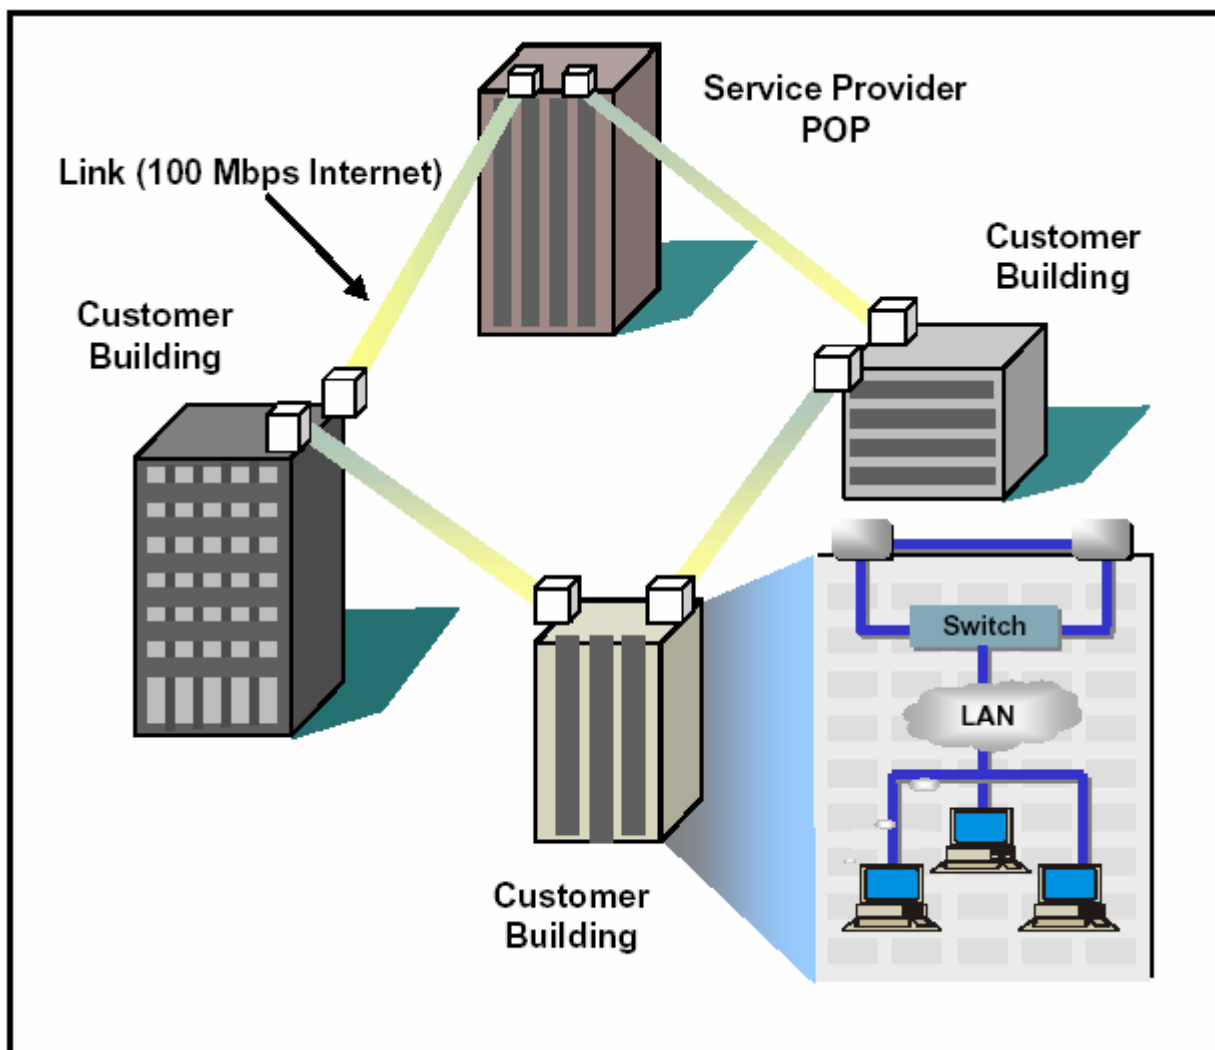 Service Provider
POP
Link (100 Mbps Internet)
Customer
Building
Customer
Building
Switch
LAN
Customer
Building